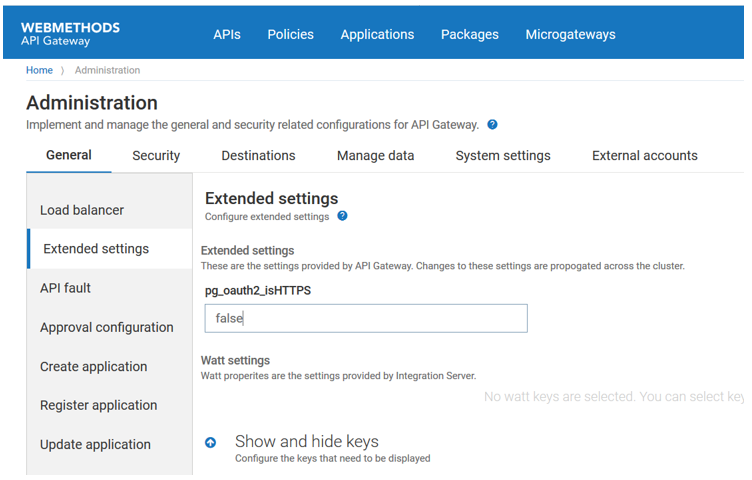 WEBMETHODS
API Gateway
APIs Policies Applications Packages Microgateways
Home ⟩ Administration
Administration
Implement and manage the general and security related configurations for API Gateway. ?
General Security Destinations Manage data System settings External accounts
Load balancer
Extended settings
API fault
Approval configuration
Create application
Register application
Update application
Extended settings
Configure extended settings ?
Extended settings
These are the settings provided by API Gateway. Changes to these settings are propogated across the cluster.
pg_oauth2_isHTTPS
false
Watt settings
Watt properites are the settings provided by Integration Server.
No watt keys are selected. You can select key
Show and hide keys
Configure the keys that need to be displayed